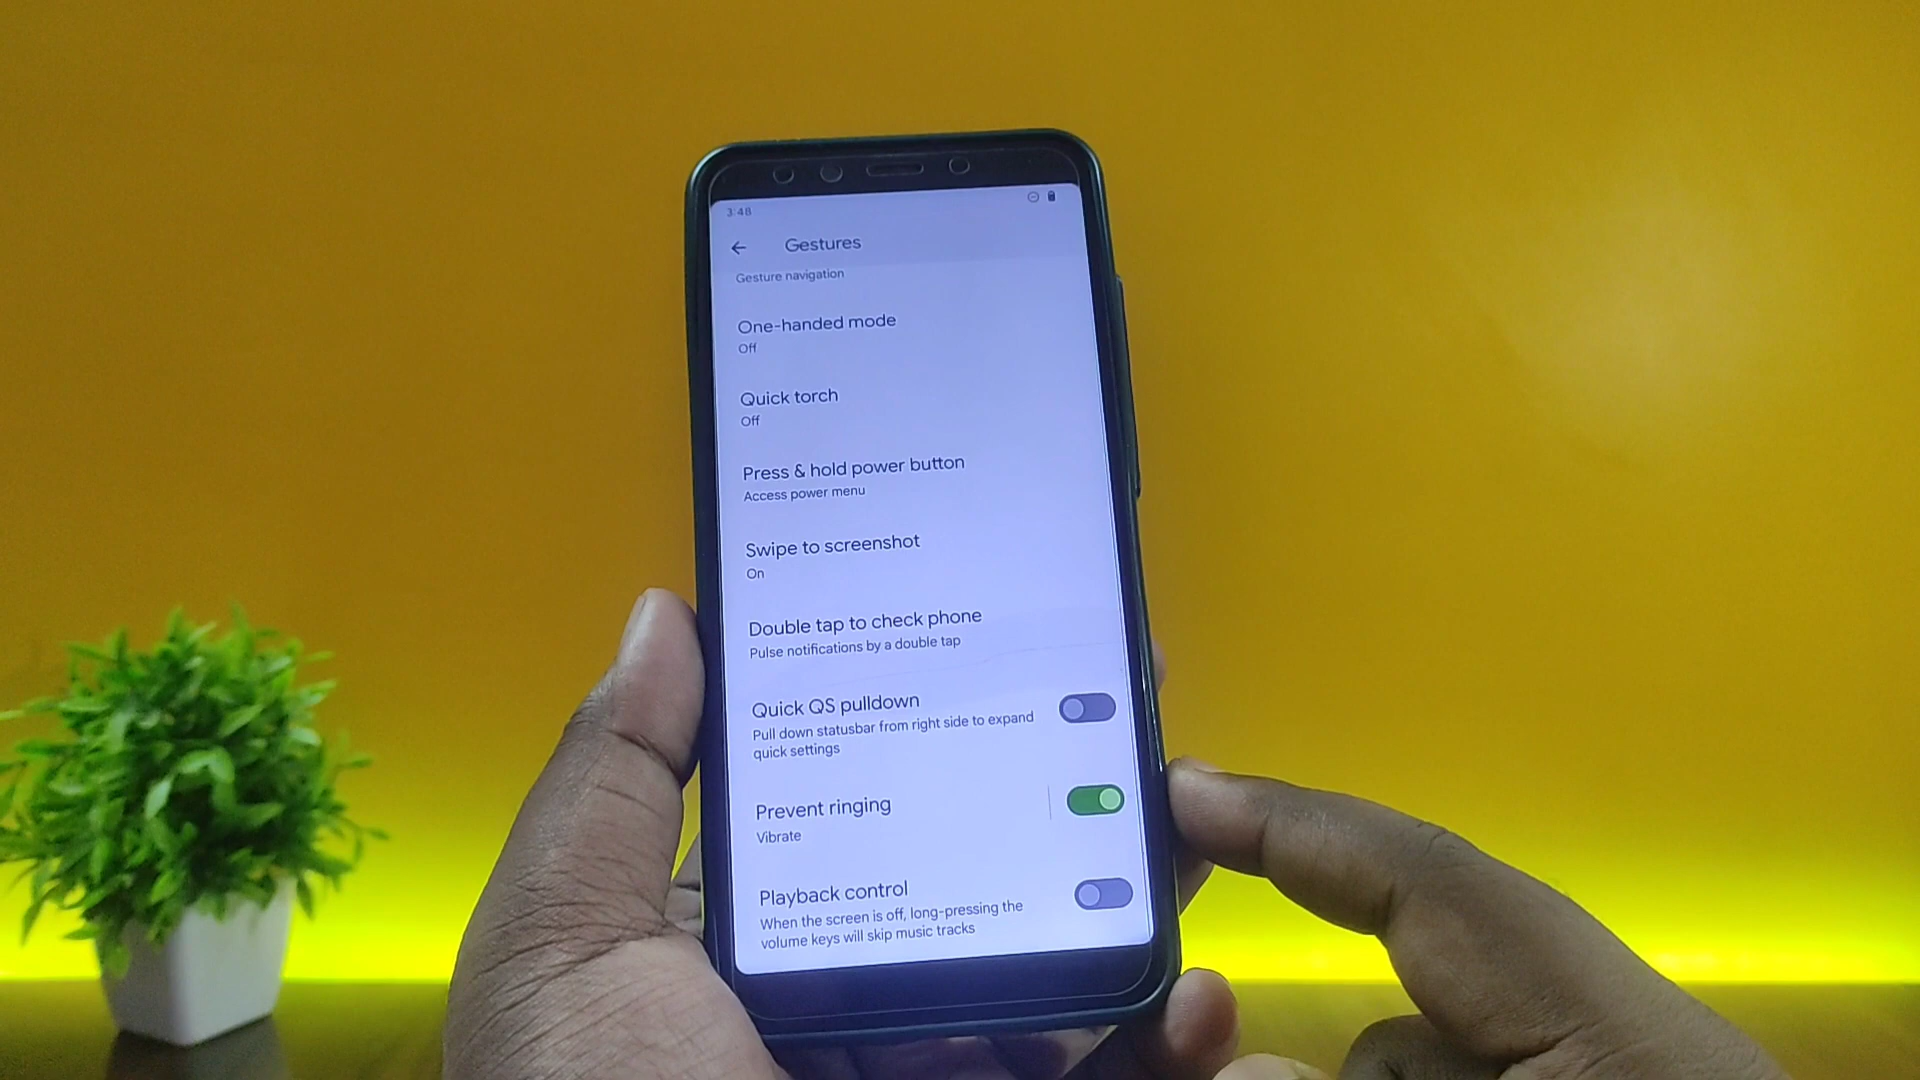 3:48
Gestures
Gesture navigation
One-handed mode
Off
Quick torch
Off
Press & hold power button
Access power menu
Swipe to screenshot
On
Double tap to check phone
Pulse notifications by a double tap
Quick QS pulldown
Pull down statusbar from right side to expand
quick settings
Prevent ringing
Vibrate
Playback control
When the screen is off, long-pressing the
volume keys will skip music tracks